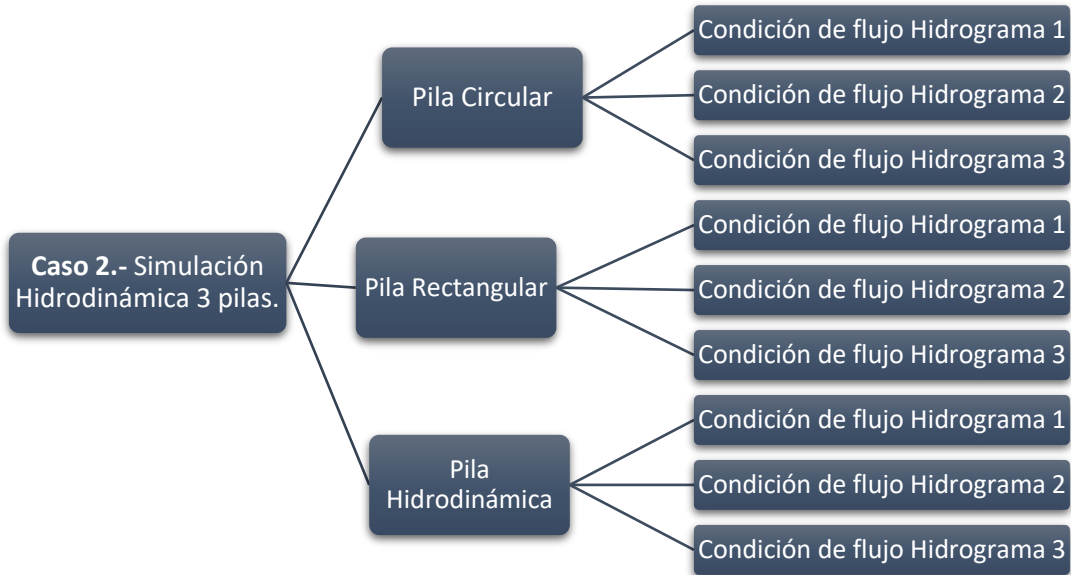 Caso 2.- Simulación
Hidrodinámica 3 pilas.
Pila Circular
Condición de flujo Hidrograma 1
Condición de flujo Hidrograma 2
Condición de flujo Hidrograma 3
Pila Rectangular
Condición de flujo Hidrograma 1
Condición de flujo Hidrograma 2
Condición de flujo Hidrograma 3
Pila
Hidrodinámica
Condición de flujo Hidrograma 1
Condición de flujo Hidrograma 2
Condición de flujo Hidrograma 3